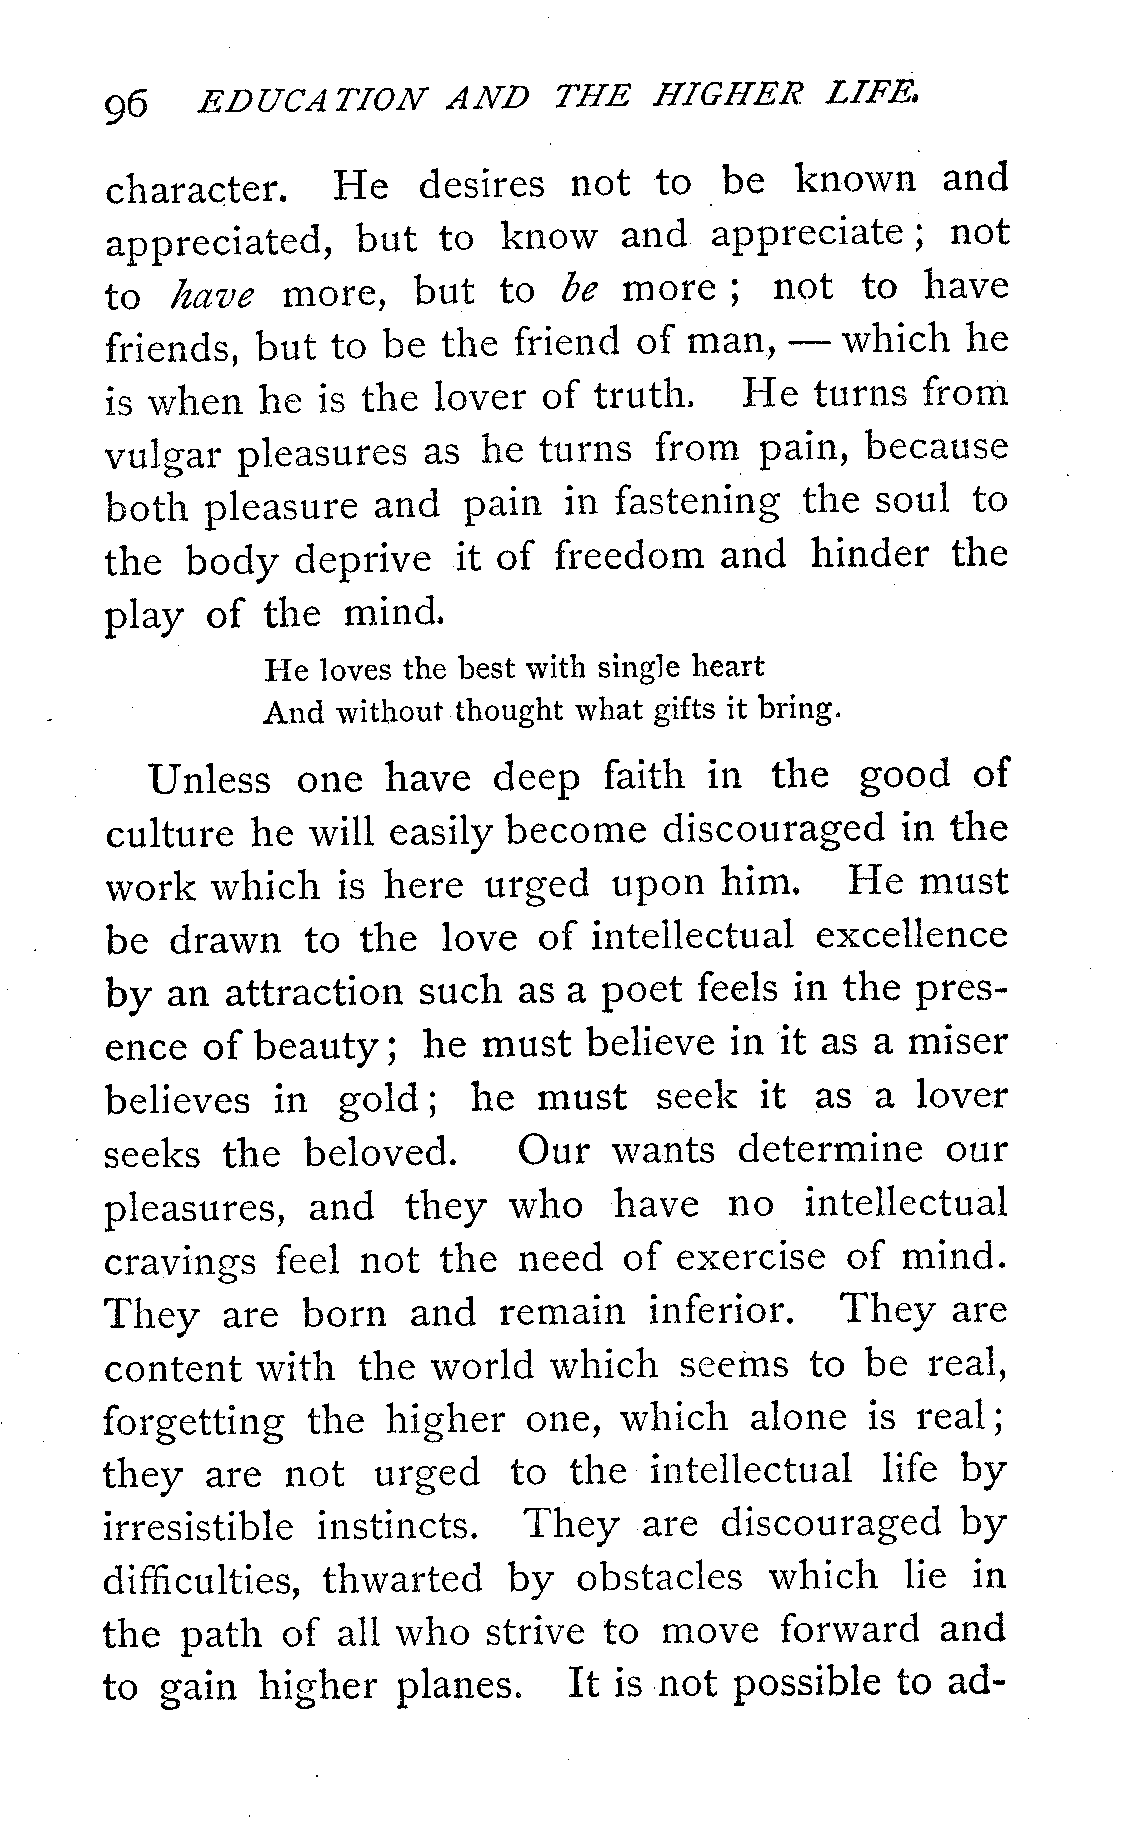 96 EDUCATION AND THE HIGHER LIFE.
character. He desires not to be known and
appreciated, but to know and appreciate; not
to have more, but to be more; not to have
friends, but to be the friend of man, — which he
is when he is the lover of truth. He turns from
vulgar pleasures as he turns from pain, because
both pleasure and pain in fastening the soul to
the body deprive it of freedom and hinder the
play of the mind.
He loves the best with single heart
And without thought what gifts it bring.
Unless one have deep faith in the good of
culture he will easily become discouraged in the
work which is here urged upon him. He must
be drawn to the love of intellectual excellence
by an attraction such as a poet feels in the pres-
ence of beauty; he must believe in it as a miser
believes in gold; he must seek it as a lover
seeks the beloved. Our wants determine our
pleasures, and they who have no intellectual
cravings feel not the need of exercise of mind.
They are born and remain inferior. They are
content with the world which seems to be real,
forgetting the higher one, which alone is real;
they are not urged to the intellectual life by
irresistible instincts. They are discouraged by
difficulties, thwarted by obstacles which lie in
the path of all who strive to move forward and
to gain higher planes. It is not possible to ad-